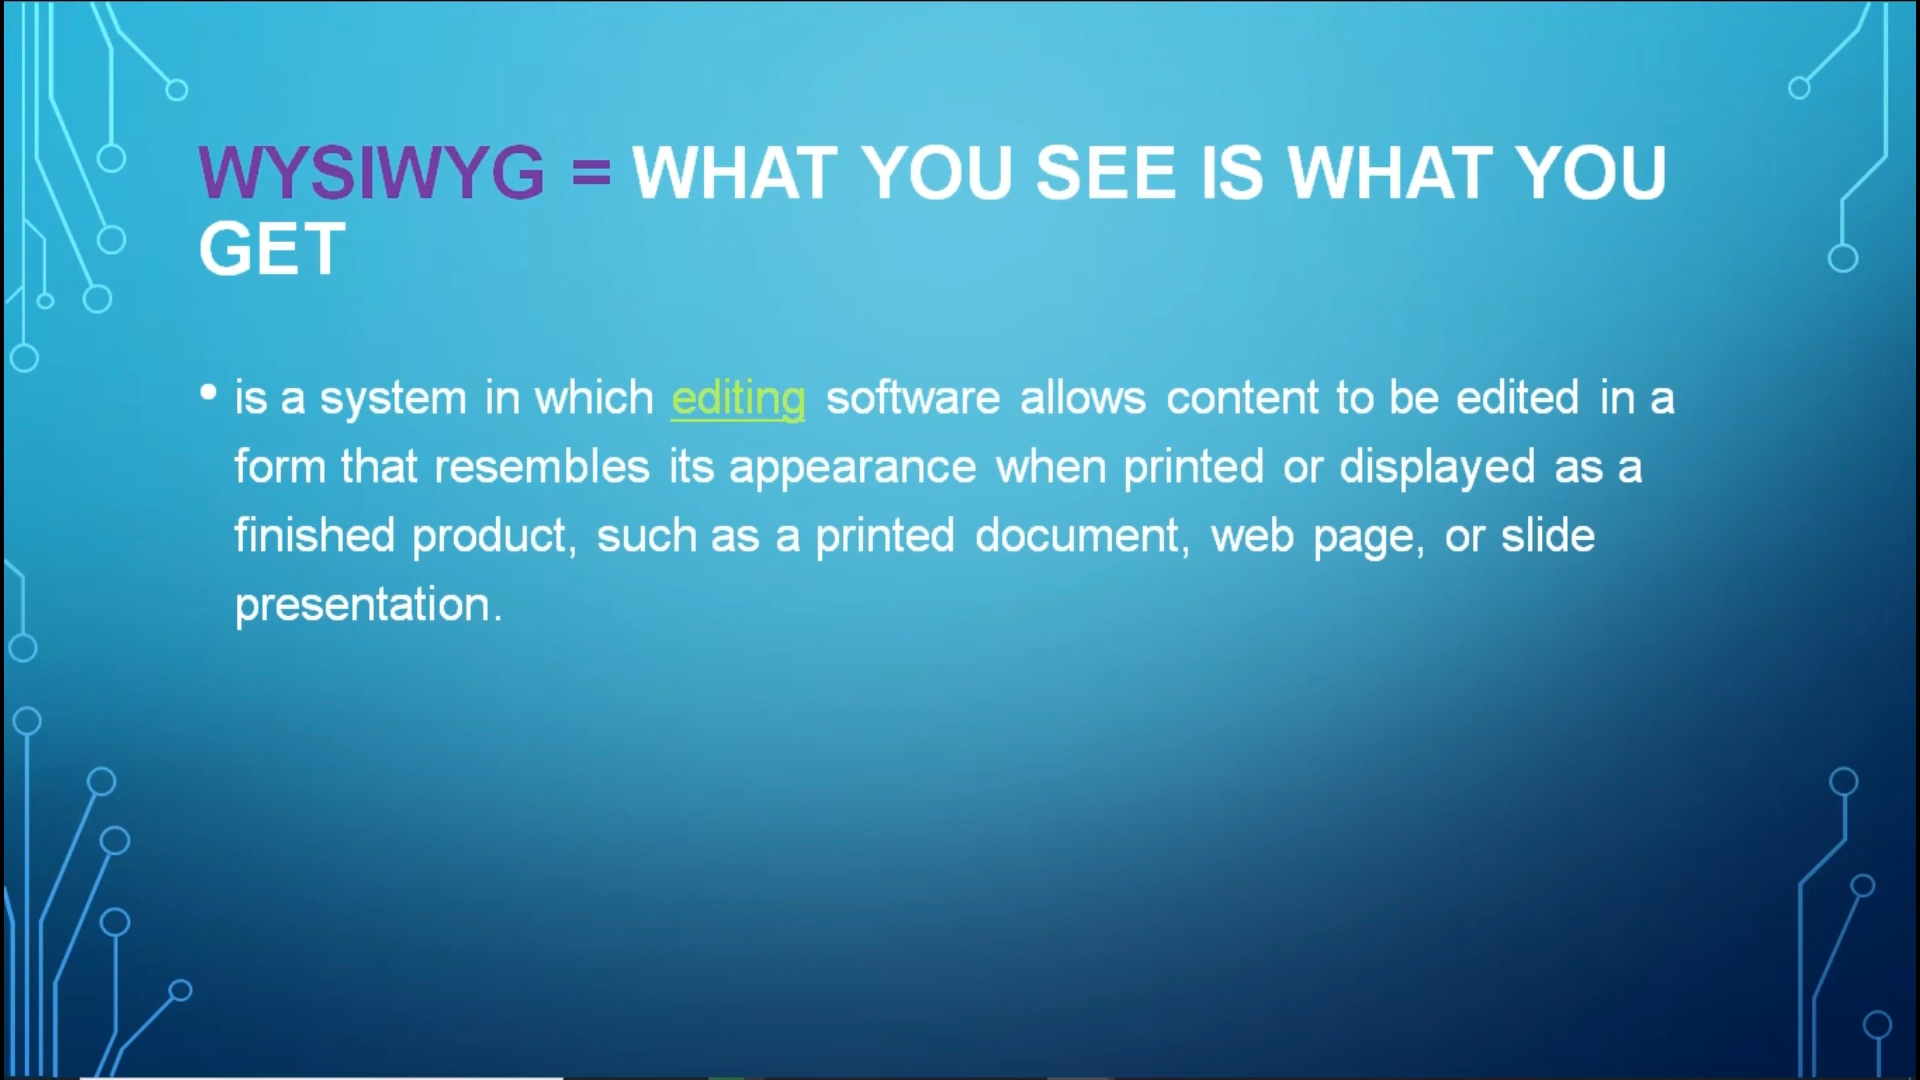 WYSIWYG = WHAT YOU SEE IS WHAT YOU
GET
• is a system in which editing software allows content to be edited in a
form that resembles its appearance when printed or displayed as a
finished product, such as a printed document, web page, or slide
presentation.